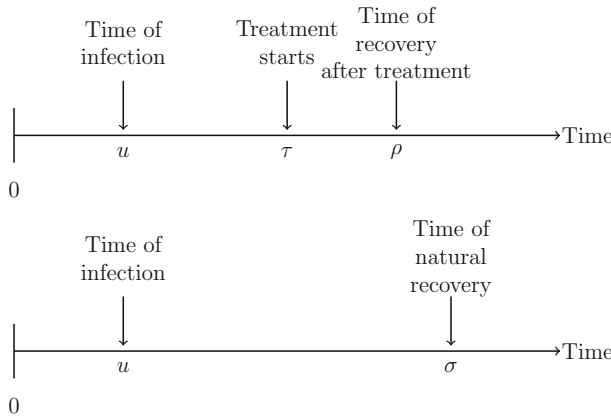 Time of
infection
Treatment
starts
Time of
recovery
after treatment
Time
u
τ
ρ
0
Time of
infection
Time of
natural
recovery
Time
u
σ
0